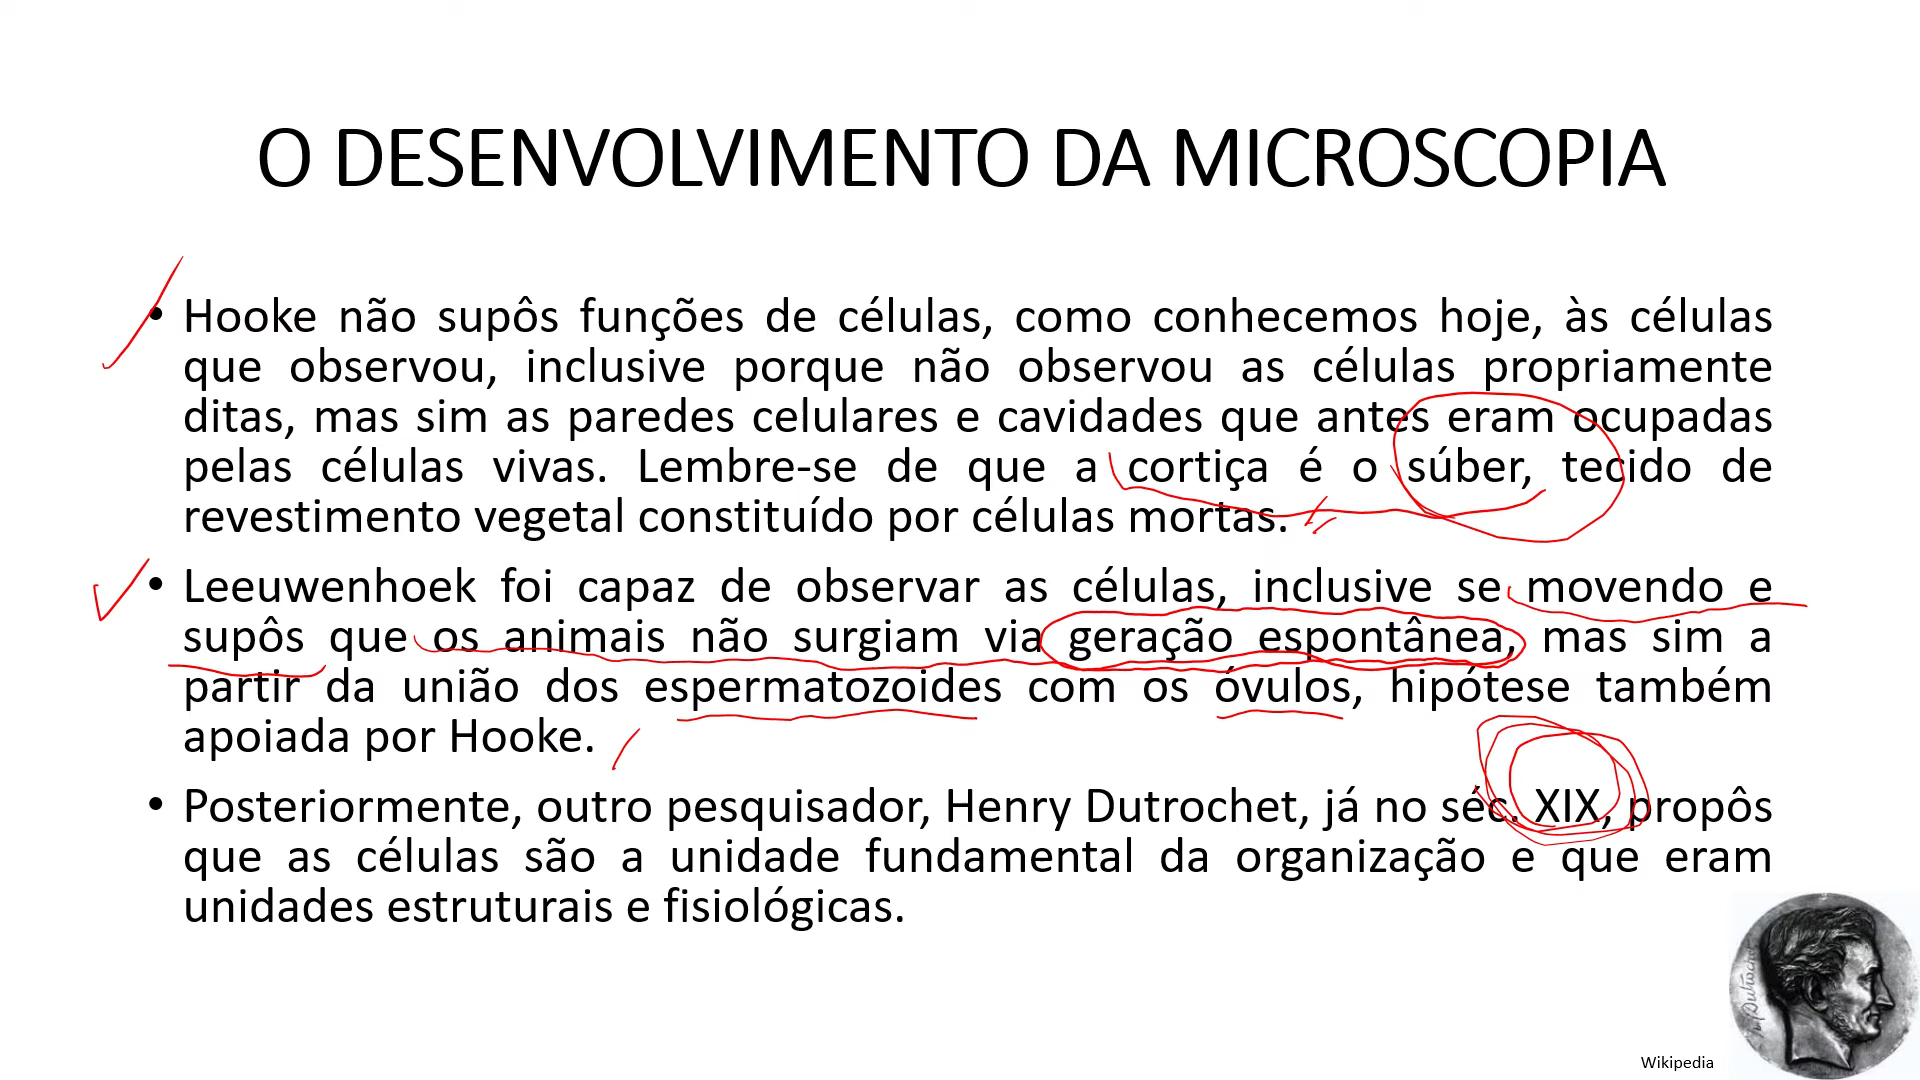 O DESENVOLVIMENTO DA MICROSCOPIA
• Hooke não supôs funções de células, como conhecemos hoje, às células
que observou, inclusive porque não observou as células propriamente
ditas, mas sim as paredes celulares e cavidades que antes eram ocupadas
pelas células vivas. Lembre-se de que a cortiça é o súber, tecido de
revestimento vegetal constituído por células mortas.
• Leeuwenhoek foi capaz de observar as células, inclusive se movendo e
supôs que os animais não surgiam via geração espontânea, mas sim a
partir da união dos espermatozoides com os óvulos, hipótese também
apoiada por Hooke.
• Posteriormente, outro pesquisador, Henry Dutrochet, já no séc. XIX, propôs
que as células são a unidade fundamental da organização e que eram
unidades estruturais e fisiológicas.
Dutrochet
Wikipedia